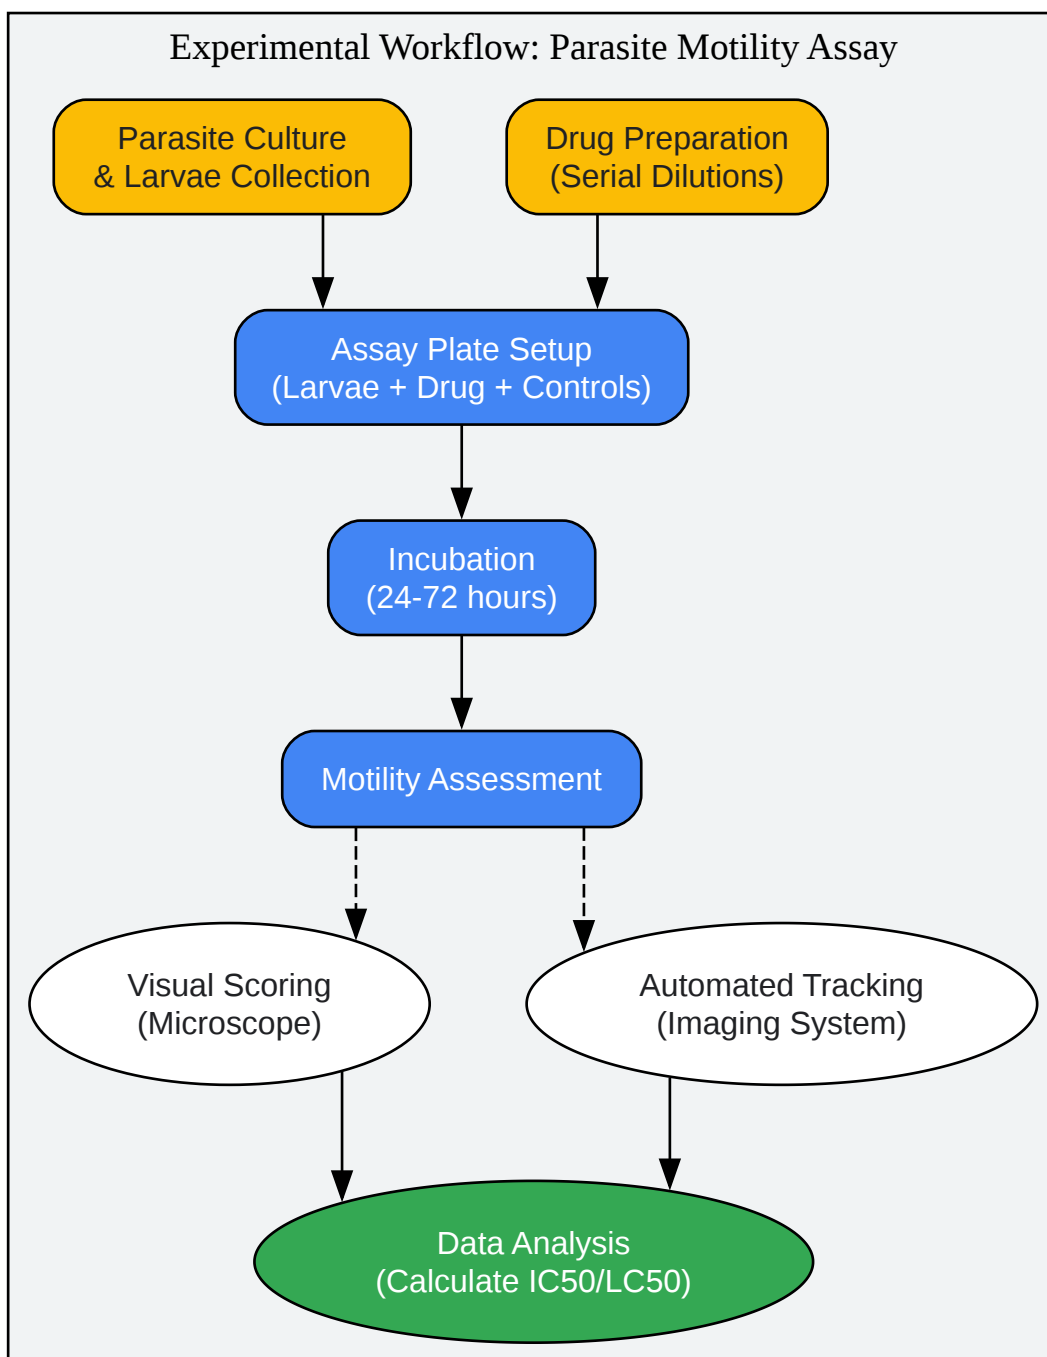 Experimental Workflow: Parasite Motility Assay
Parasite Culture
& Larvae Collection
Drug Preparation
(Serial Dilutions)
Assay Plate Setup
(Larvae + Drug + Controls)
Incubation
(24-72 hours)
Motility Assessment
Visual Scoring
(Microscope)
Automated Tracking
(Imaging System)
Data Analysis
(Calculate IC50/LC50)